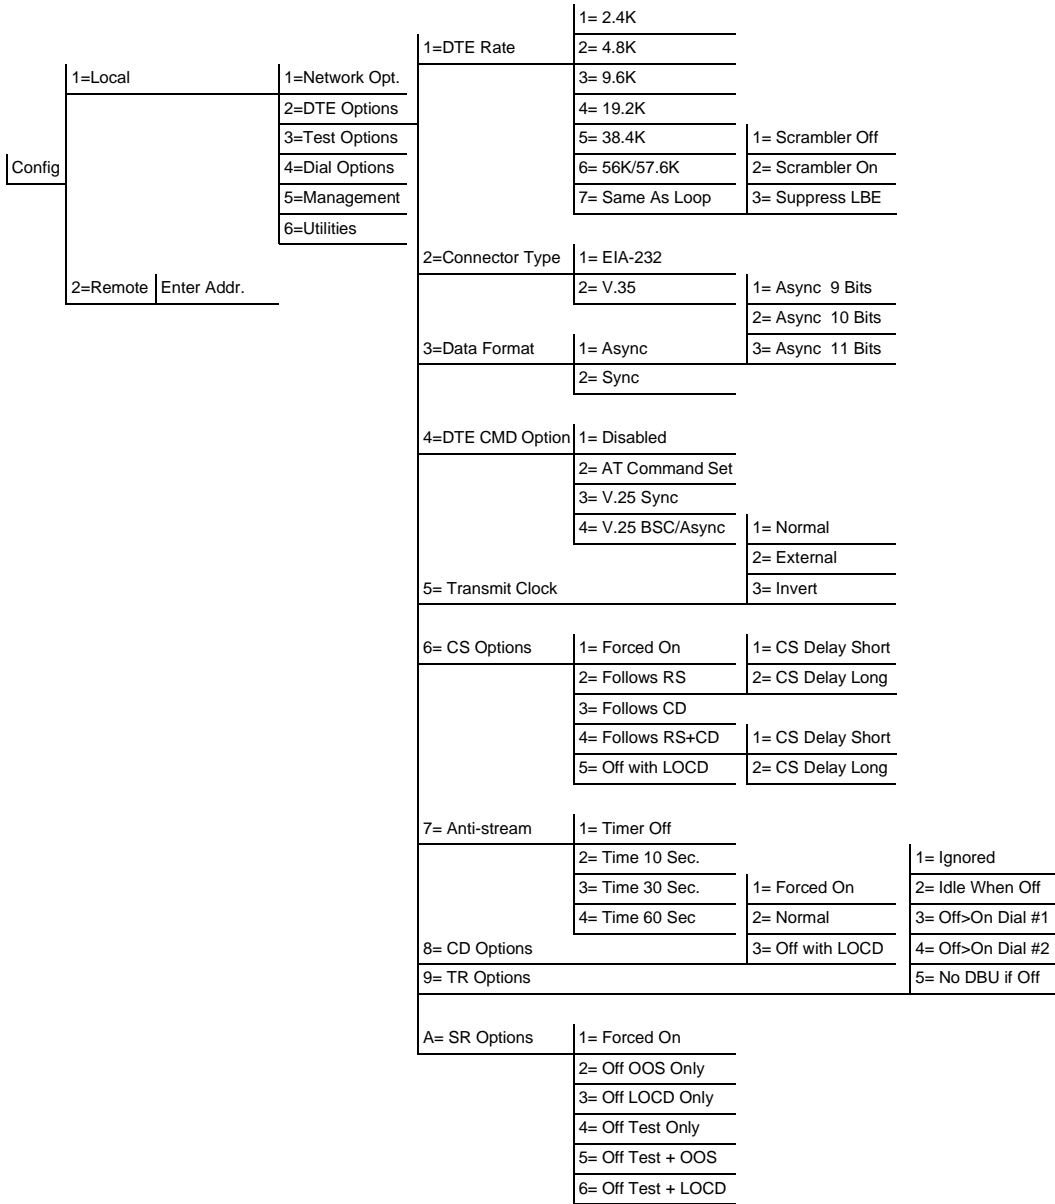 Config
1=Local
2=Remote Enter Addr.
1=Network Opt.
2=DTE Options
3=Test Options
4=Dial Options
5=Management
6=Utilities
1=DTE Rate
1= 2.4K
2= 4.8K
3= 9.6K
4= 19.2K
5= 38.4K
6= 56K/57.6K
7= Same As Loop
1= Scrambler Off
2= Scrambler On
3= Suppress LBE
2=Connector Type
1= EIA-232
2= V.35
3=Data Format
1= Async
2= Sync
1= Async 9 Bits
2= Async 10 Bits
3= Async 11 Bits
4=DTE CMD Option
1= Disabled
2= AT Command Set
3= V.25 Sync
4= V.25 BSC/Async
5= Transmit Clock
1= Normal
2= External
3= Invert
6= CS Options
1= Forced On
2= Follows RS
3= Follows CD
4= Follows RS+CD
5= Off with LOCD
1= CS Delay Short
2= CS Delay Long
1= CS Delay Short
2= CS Delay Long
7= Anti-stream
1= Timer Off
2= Time 10 Sec.
3= Time 30 Sec.
4= Time 60 Sec
8= CD Options
1= Forced On
2= Normal
3= Off with LOCD
9= TR Options
1= Ignored
2= Idle When Off
3= Off>On Dial #1
4= Off>On Dial #2
5= No DBU if Off
A= SR Options
1= Forced On
2= Off OOS Only
3= Off LOCD Only
4= Off Test Only
5= Off Test + OOS
6= Off Test + LOCD